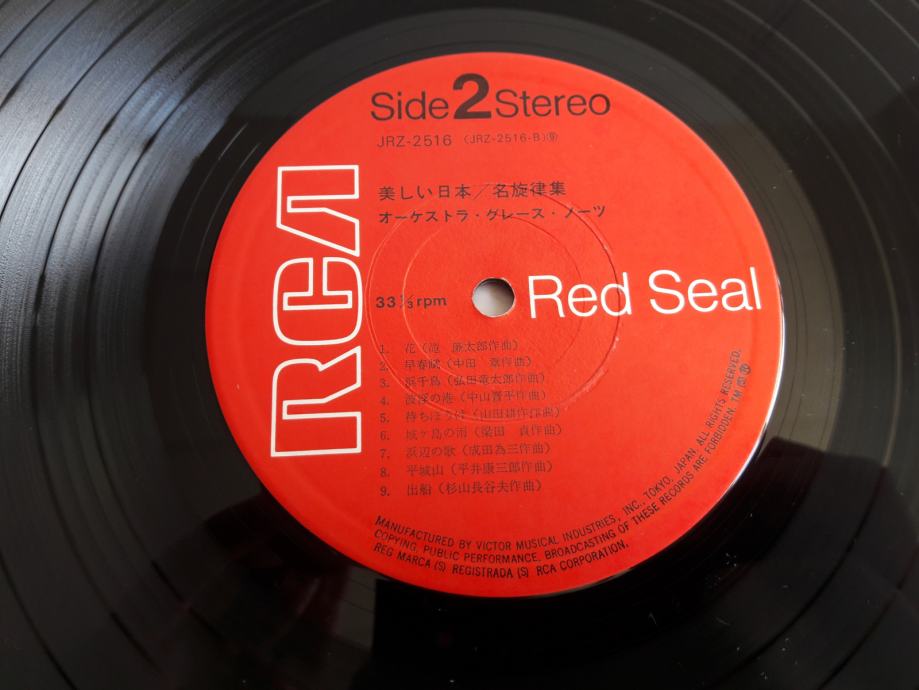 Side 2 Stereo
JRZ-2516 (JRZ-2516-B)
美しい日本/名旋律集
オーケストラ・グレース・ノーツ
RCA
33⅓rpm
Red Seal
1. 花(滝 廉太郎作曲)
2. 早春賦(中田 章作曲)
3. 浜千鳥(弘田竜太郎作曲)
4. 波浮の港(中山晋平作曲)
5. 待ちぼうけ(山田耕筰作曲)
6. 城ケ島の雨(梁田 貞作曲)
7. 浜辺の歌(成田為三作曲)
8. 平城山(平井康三郎作曲)
9. 出船(杉山長谷夫作曲)
MANUFACTURED BY VICTOR MUSICAL INDUSTRIES, INC., TOKYO, JAPAN. ALL RIGHTS RESERVED.
COPYING, PUBLIC PERFORMANCE, BROADCASTING OF THESE RECORDS ARE FORBIDDEN. TM
REG MARCA (S) REGISTRADA (S) RCA CORPORATION.